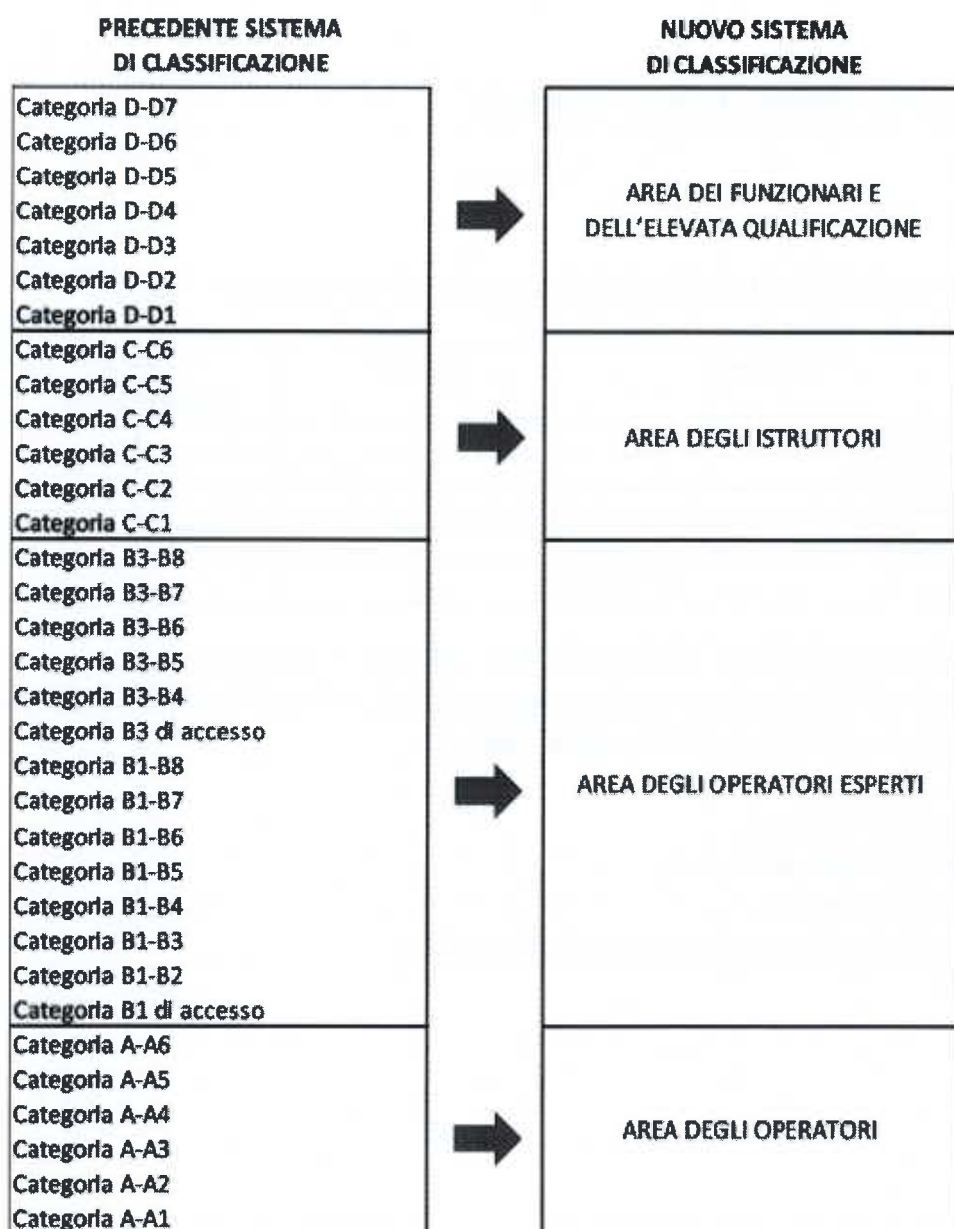 PRECEDENTE SISTEMA
DI CLASSIFICAZIONE
NUOVO SISTEMA
DI CLASSIFICAZIONE
Categoria D-D7
Categoria D-D6
Categoria D-D5
Categoria D-D4
Categoria D-D3
Categoria D-D2
Categoria D-D1
AREA DEI FUNZIONARI E
DELL'ELEVATA QUALIFICAZIONE
Categoria C-C6
Categoria C-C5
Categoria C-C4
Categoria C-C3
Categoria C-C2
Categoria C-C1
AREA DEGLI ISTRUTTORI
Categoria B3-B8
Categoria B3-B7
Categoria B3-B6
Categoria B3-B5
Categoria B3-B4
Categoria B3 di accesso
Categoria B1-B8
Categoria B1-B7
Categoria B1-B6
Categoria B1-B5
Categoria B1-B4
Categoria B1-B3
Categoria B1-B2
Categoria B1 di accesso
AREA DEGLI OPERATORI ESPERTI
Categoria A-A6
Categoria A-A5
Categoria A-A4
Categoria A-A3
Categoria A-A2
Categoria A-A1
AREA DEGLI OPERATORI